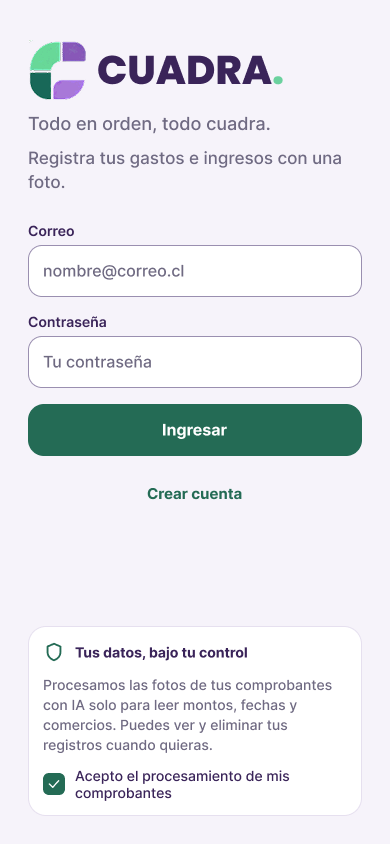 CUADRA.
Todo en orden, todo cuadra.
Registra tus gastos e ingresos con una
foto.
Correo
nombre@correo.cl
Contraseña
Tu contraseña
Ingresar
Crear cuenta
Tus datos, bajo tu control
Procesamos las fotos de tus comprobantes
con IA solo para leer montos, fechas y
comercios. Puedes ver y eliminar tus
registros cuando quieras.
Acepto el procesamiento de mis
comprobantes